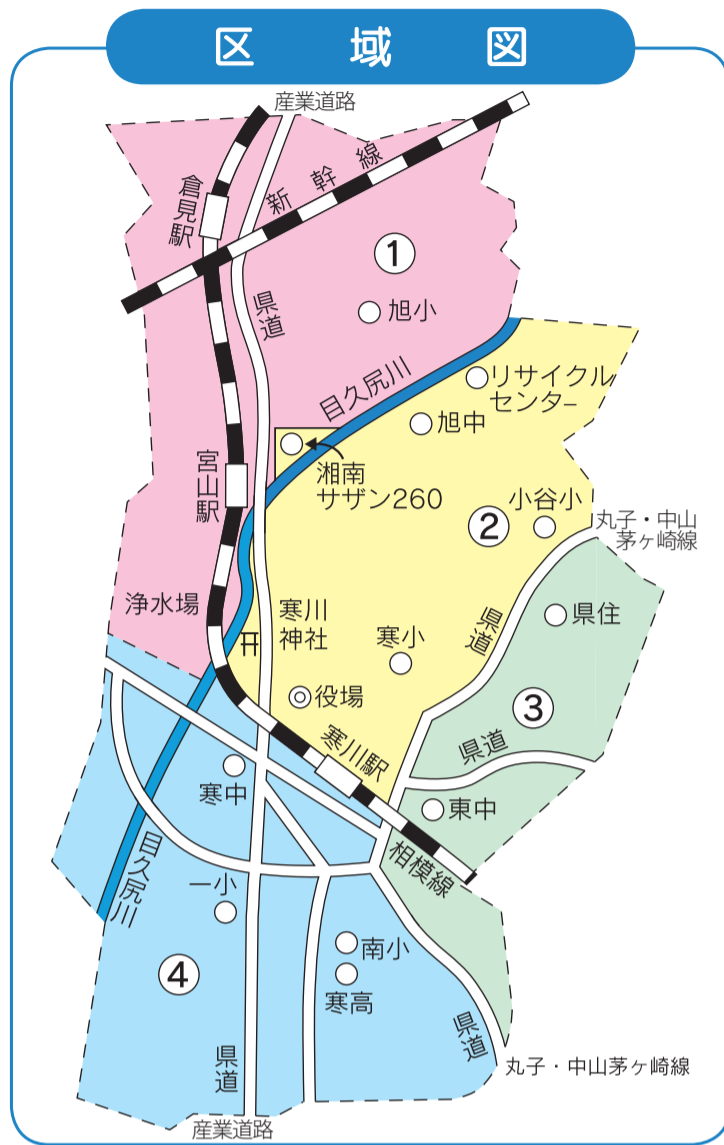 区域図
産業道路
新幹線
倉見駅
①
県道
旭小
目久尻川
リサイクル
センター
旭中
湘南
サザン260
宮山駅
小谷小
②
丸子・中山
茅ヶ崎線
浄水場
寒川
神社
寒小
県道
県住
役場
③
寒川駅
県道
寒中
東中
相模線
目久尻川
一小
南小
④
寒高
県道
県道
丸子・中山茅ヶ崎線
産業道路